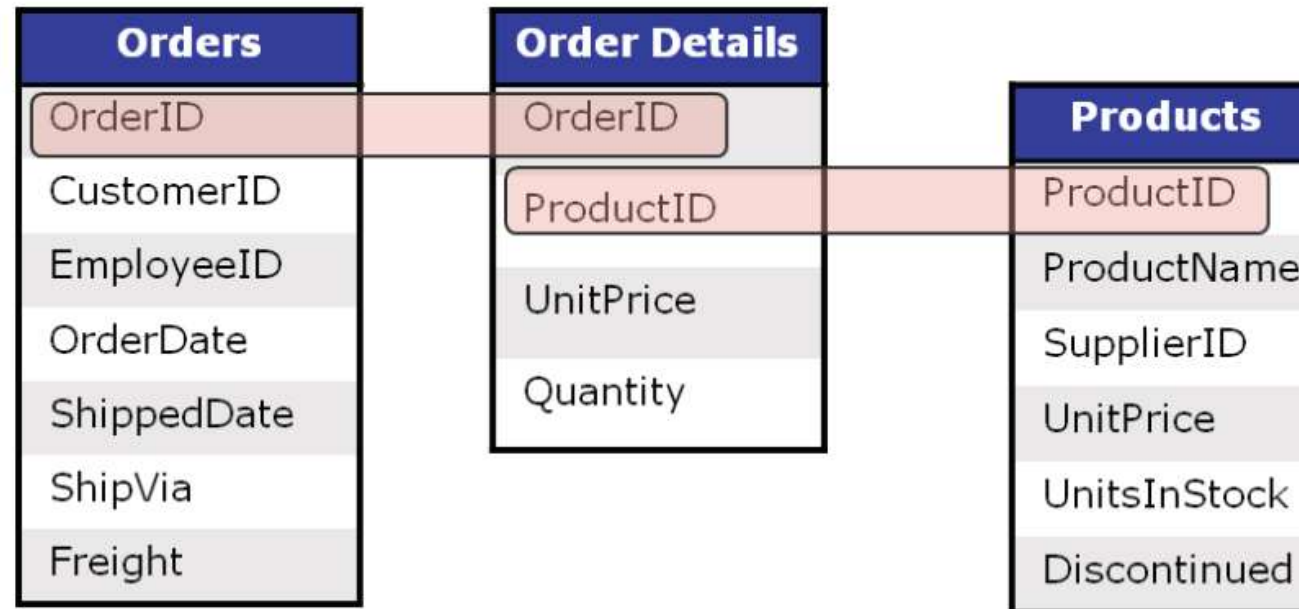 Orders
OrderID
CustomerID
EmployeeID
OrderDate
ShippedDate
ShipVia
Freight
Order Details
OrderID
ProductID
UnitPrice
Quantity
Products
ProductID
ProductName
SupplierID
UnitPrice
UnitsInStock
Discontinued